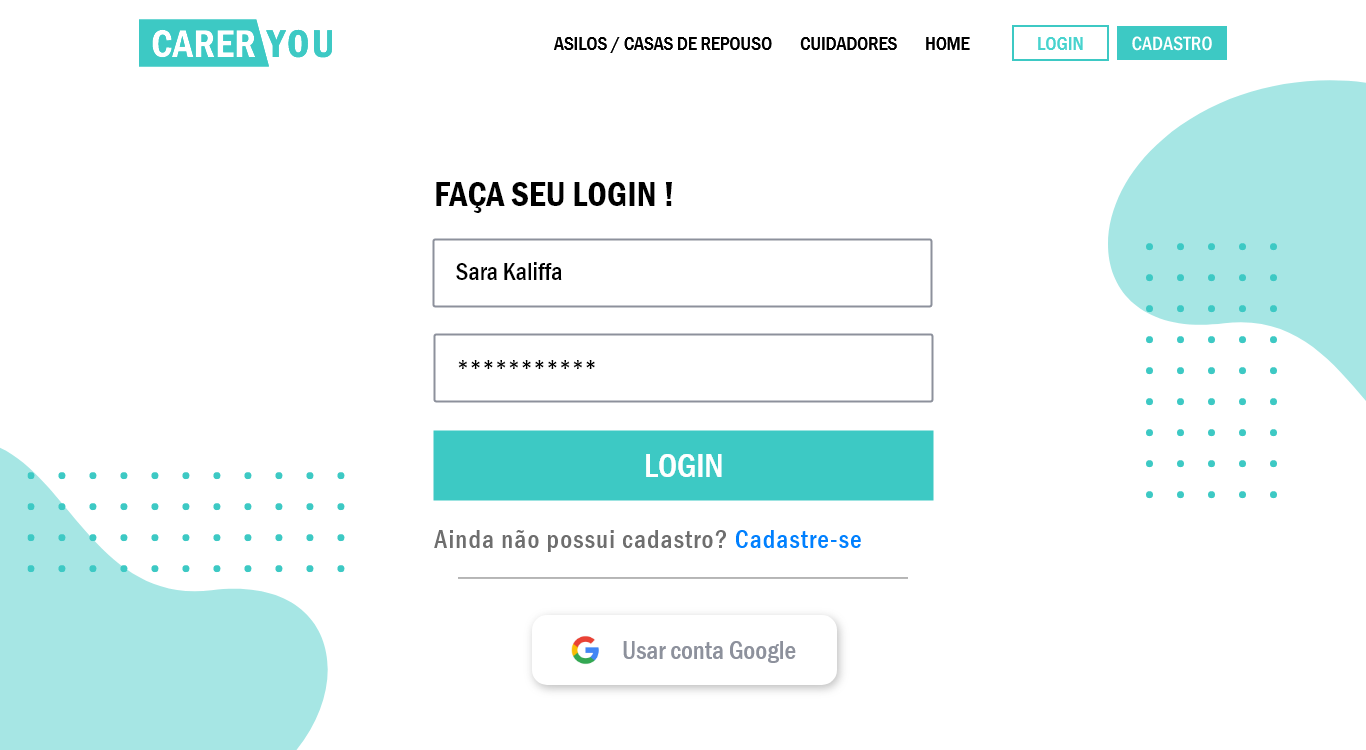 CARER YOU
ASILOS / CASAS DE REPOUSO CUIDADORES HOME LOGIN CADASTRO
FAÇA SEU LOGIN !
Sara Kaliffa
***********
LOGIN
Ainda não possui cadastro? Cadastre-se
Usar conta Google